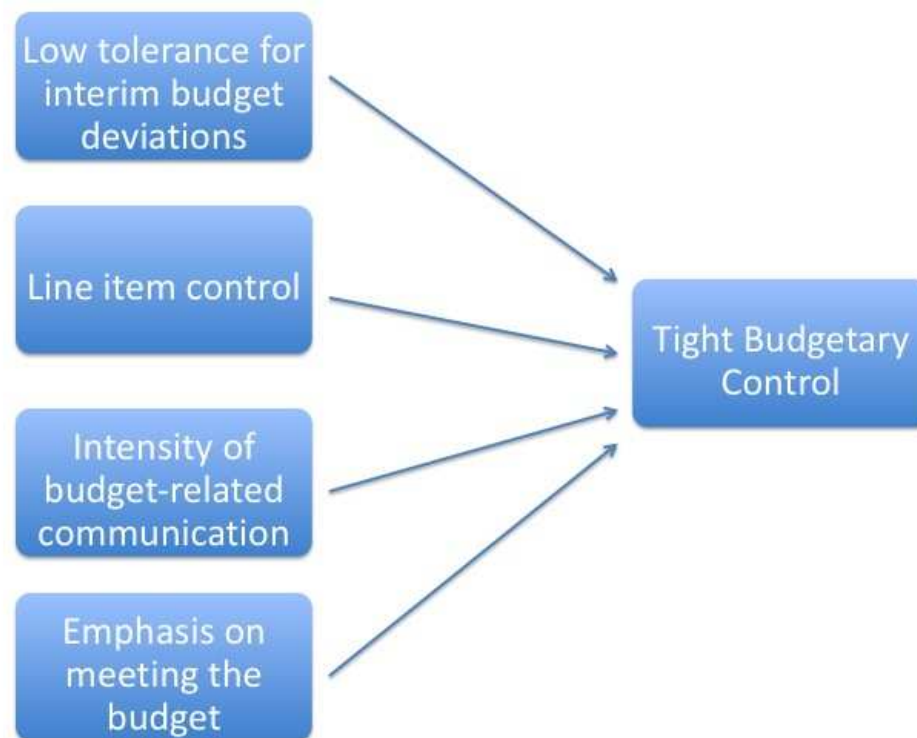 Low tolerance for
interim budget
deviations
Line item control
Intensity of
budget-related
communication
Emphasis on
meeting the
budget
Tight Budgetary
Control